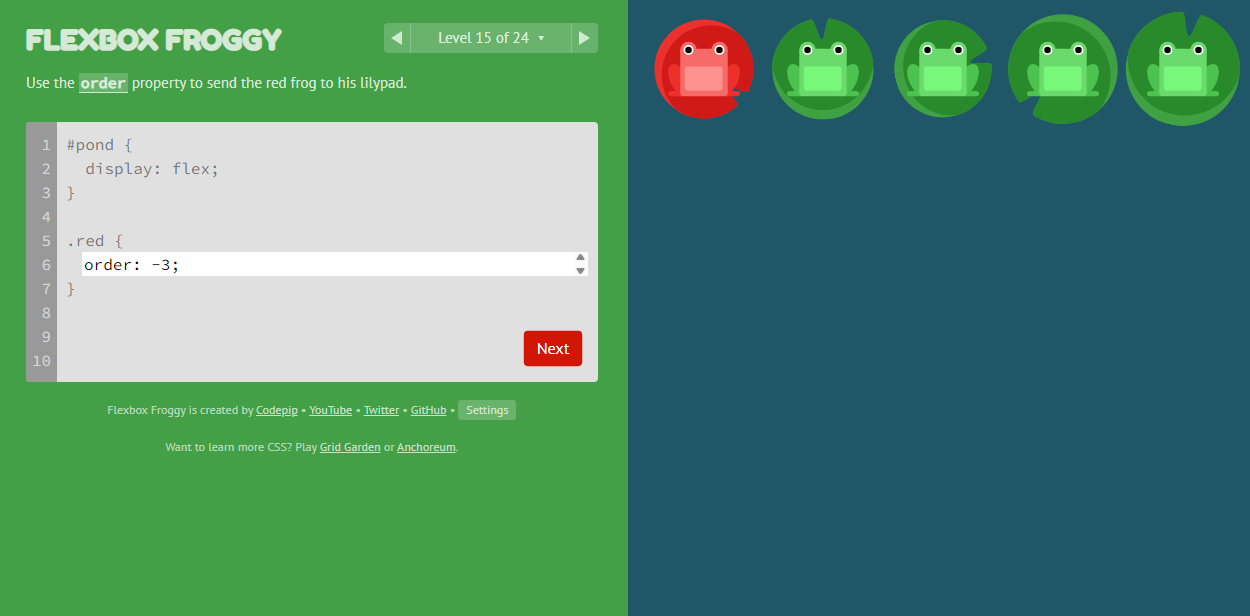 FLEXBOX FROGGY
Level 15 of 24 ▾
Use the order property to send the red frog to his lilypad.
1 #pond {
2 display: flex;
3 }
4
5 .red {
6 order: -3;
7 }
8
9
10
Next
Flexbox Froggy is created by Codepip • YouTube • Twitter • GitHub • Settings
Want to learn more CSS? Play Grid Garden or Anchoreum.